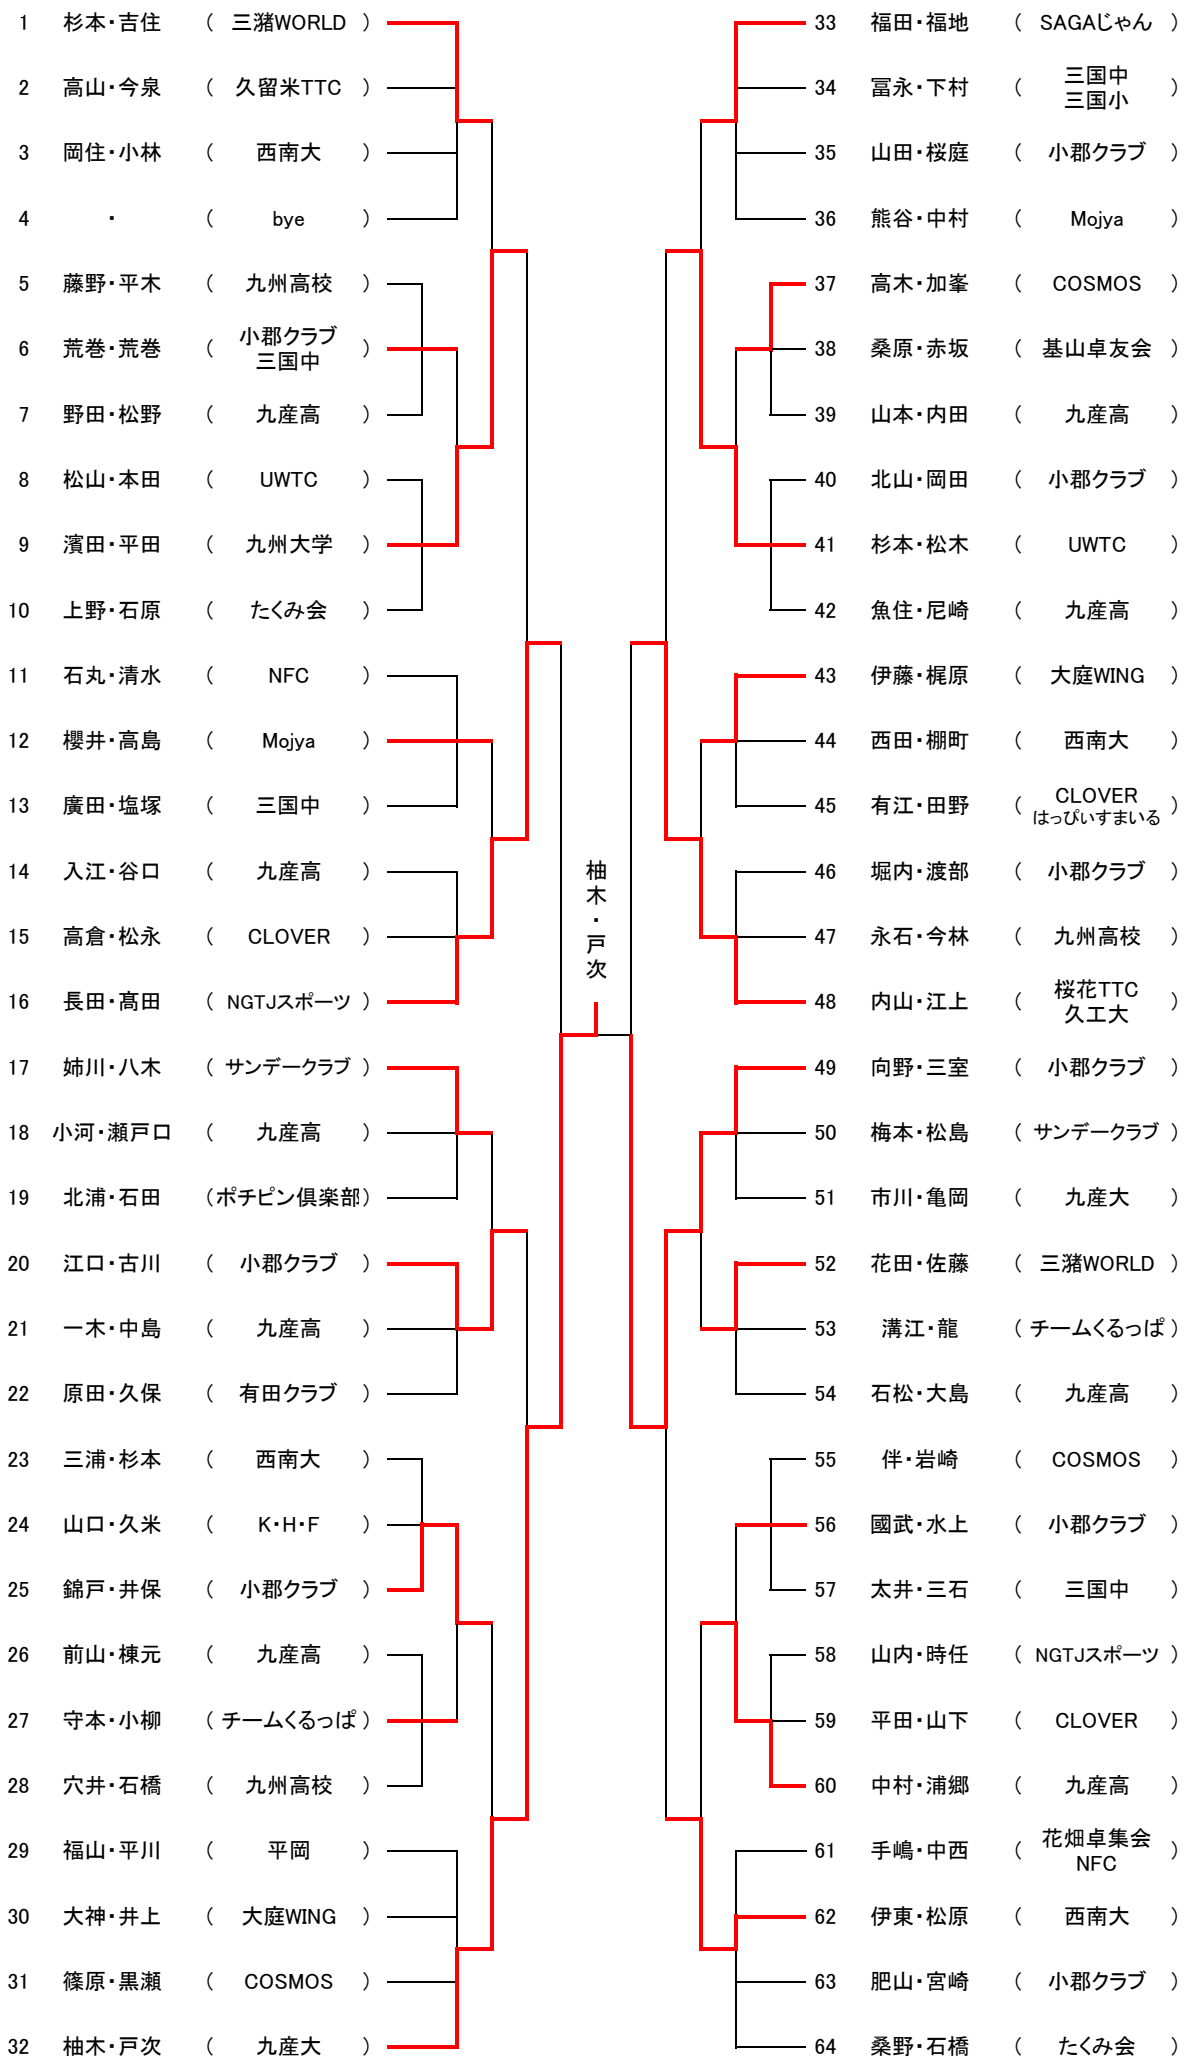 1 杉本・吉住 ( 三潴WORLD )
2 高山・今泉 ( 久留米TTC )
3 岡住・小林 ( 西南大 )
4 ・ ( bye )
5 藤野・平木 ( 九州高校 )
6 荒巻・荒巻 ( 小郡クラブ
三国中 )
7 野田・松野 ( 九産高 )
8 松山・本田 ( UWTC )
9 濱田・平田 ( 九州大学 )
10 上野・石原 ( たくみ会 )
11 石丸・清水 ( NFC )
12 櫻井・高島 ( Mojya )
13 廣田・塩塚 ( 三国中 )
14 入江・谷口 ( 九産高 )
15 高倉・松永 ( CLOVER )
16 長田・髙田 ( NGTJスポーツ )
17 姉川・八木 ( サンデークラブ )
18 小河・瀬戸口 ( 九産高 )
19 北浦・石田 ( ポチピン倶楽部 )
20 江口・古川 ( 小郡クラブ )
21 一木・中島 ( 九産高 )
22 原田・久保 ( 有田クラブ )
23 三浦・杉本 ( 西南大 )
24 山口・久米 ( K・H・F )
25 錦戸・井保 ( 小郡クラブ )
26 前山・棟元 ( 九産高 )
27 守本・小柳 ( チームくるっぱ )
28 穴井・石橋 ( 九州高校 )
29 福山・平川 ( 平岡 )
30 大神・井上 ( 大庭WING )
31 篠原・黒瀬 ( COSMOS )
32 柚木・戸次 ( 九産大 )
柚木・戸次
33 福田・福地 ( SAGAじゃん )
34 冨永・下村 ( 三国中
三国小 )
35 山田・桜庭 ( 小郡クラブ )
36 熊谷・中村 ( Mojya )
37 高木・加峯 ( COSMOS )
38 桑原・赤坂 ( 基山卓友会 )
39 山本・内田 ( 九産高 )
40 北山・岡田 ( 小郡クラブ )
41 杉本・松木 ( UWTC )
42 魚住・尼崎 ( 九産高 )
43 伊藤・梶原 ( 大庭WING )
44 西田・棚町 ( 西南大 )
45 有江・田野 ( CLOVER
はっぴぃすまいる )
46 堀内・渡部 ( 小郡クラブ )
47 永石・今林 ( 九州高校 )
48 内山・江上 ( 桜花TTC
久工大 )
49 向野・三室 ( 小郡クラブ )
50 梅本・松島 ( サンデークラブ )
51 市川・亀岡 ( 九産大 )
52 花田・佐藤 ( 三潴WORLD )
53 溝江・龍 ( チームくるっぱ )
54 石松・大島 ( 九産高 )
55 伴・岩崎 ( COSMOS )
56 國武・水上 ( 小郡クラブ )
57 太井・三石 ( 三国中 )
58 山内・時任 ( NGTJスポーツ )
59 平田・山下 ( CLOVER )
60 中村・浦郷 ( 九産高 )
61 手嶋・中西 ( 花畑卓集会
NFC )
62 伊東・松原 ( 西南大 )
63 肥山・宮崎 ( 小郡クラブ )
64 桑野・石橋 ( たくみ会 )